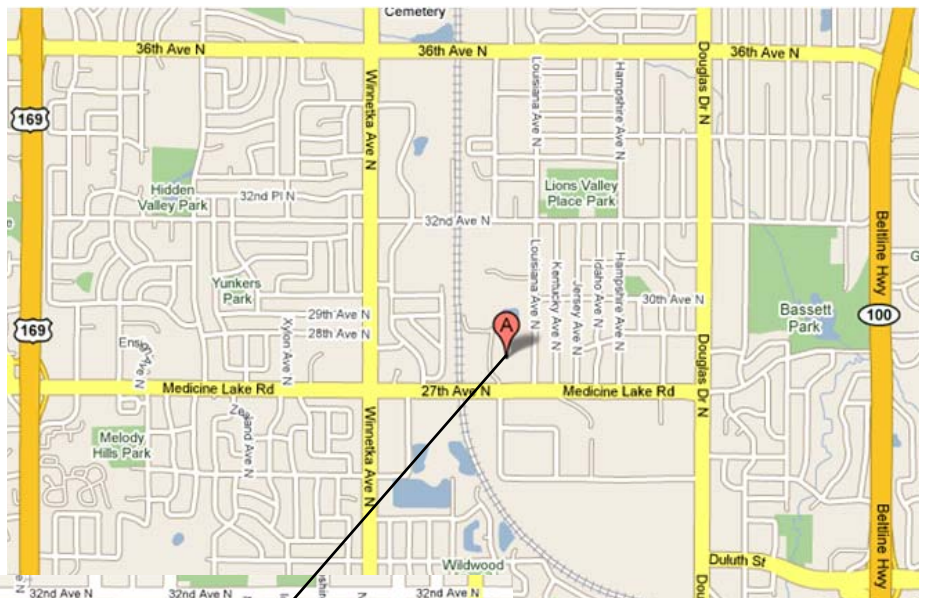 Cemetery
36th Ave N
36th Ave N
36th Ave N
Winnetka Ave N
Louisiana Ave N
Hampshire Ave N
Douglas Dr N
169
Hidden
Valley Park
32nd Pl N
Lions Valley
Place Park
32nd Ave N
Beltline Hwy
Louisiana Ave N
Kentucky Ave N
Jersey Ave N
Idaho Ave N
Hampshire Ave N
Yunkers
Park
30th Ave N
Bassett
Park
100
169
29th Ave N
28th Ave N
Xylon Ave N
A
Douglas Dr N
Medicine Lake Rd
27th Ave N
Medicine Lake Rd
Zealand Ave N
Winnetka Ave N
Melody
Hills Park
Beltline Hwy
Wildwood
Duluth St
32nd Ave N
32nd Ave N
32nd Ave N